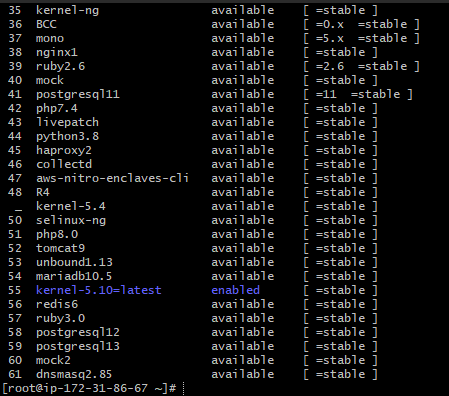 35 kernel-ng available [ =stable ]
36 BCC available [ =0.x =stable ]
37 mono available [ =5.x =stable ]
38 nginx1 available [ =stable ]
39 ruby2.6 available [ =2.6 =stable ]
40 mock available [ =stable ]
41 postgresql11 available [ =11 =stable ]
42 php7.4 available [ =stable ]
43 livepatch available [ =stable ]
44 python3.8 available [ =stable ]
45 haproxy2 available [ =stable ]
46 collectd available [ =stable ]
47 aws-nitro-enclaves-cli available [ =stable ]
48 R4 available [ =stable ]
_ kernel-5.4 available [ =stable ]
50 selinux-ng available [ =stable ]
51 php8.0 available [ =stable ]
52 tomcat9 available [ =stable ]
53 unbound1.13 available [ =stable ]
54 mariadb10.5 available [ =stable ]
55 kernel-5.10=latest enabled [ =stable ]
56 redis6 available [ =stable ]
57 ruby3.0 available [ =stable ]
58 postgresql12 available [ =stable ]
59 postgresql13 available [ =stable ]
60 mock2 available [ =stable ]
61 dnsmasq2.85 available [ =stable ]
[root@ip-172-31-86-67 ~]#